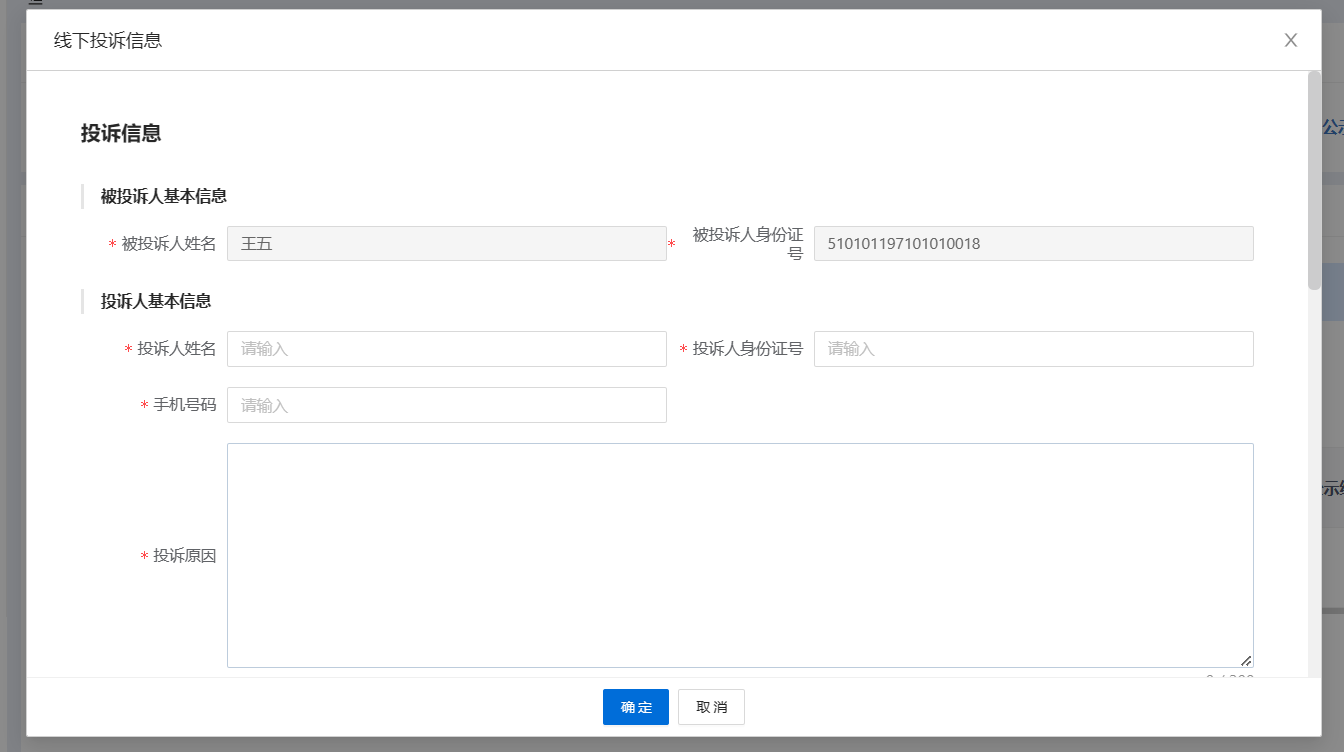 线下投诉信息
投诉信息
公示
被投诉人基本信息
* 被投诉人姓名 王五 * 被投诉人身份证号 510101197101010018
投诉人基本信息
* 投诉人姓名 请输入 * 投诉人身份证号 请输入
* 手机号码 请输入
* 投诉原因
确定 取消